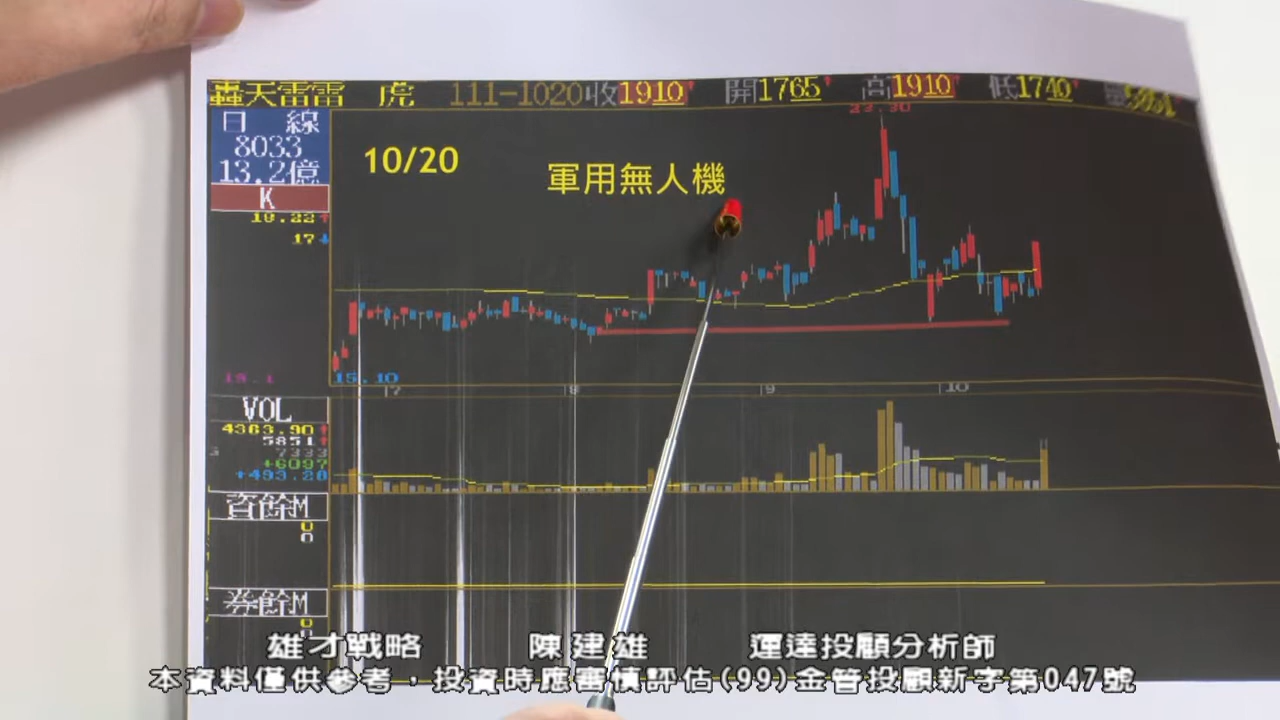 轟天雷雷 虎 111-1020收1910 開1765 高1910 低1740
日 線
8033
13.2億
K
19.22
17
10/20
軍用無人機
22.30
19.1
15.10
7 8 9 10
VOL
4363.90
5851
7333
+6097
+493.28
資餘M
0
0
券餘M
0
雄才戰略 陳建雄 運達投顧分析師
本資料僅供參考，投資時應審慎評估(99)金管投顧新字第047號